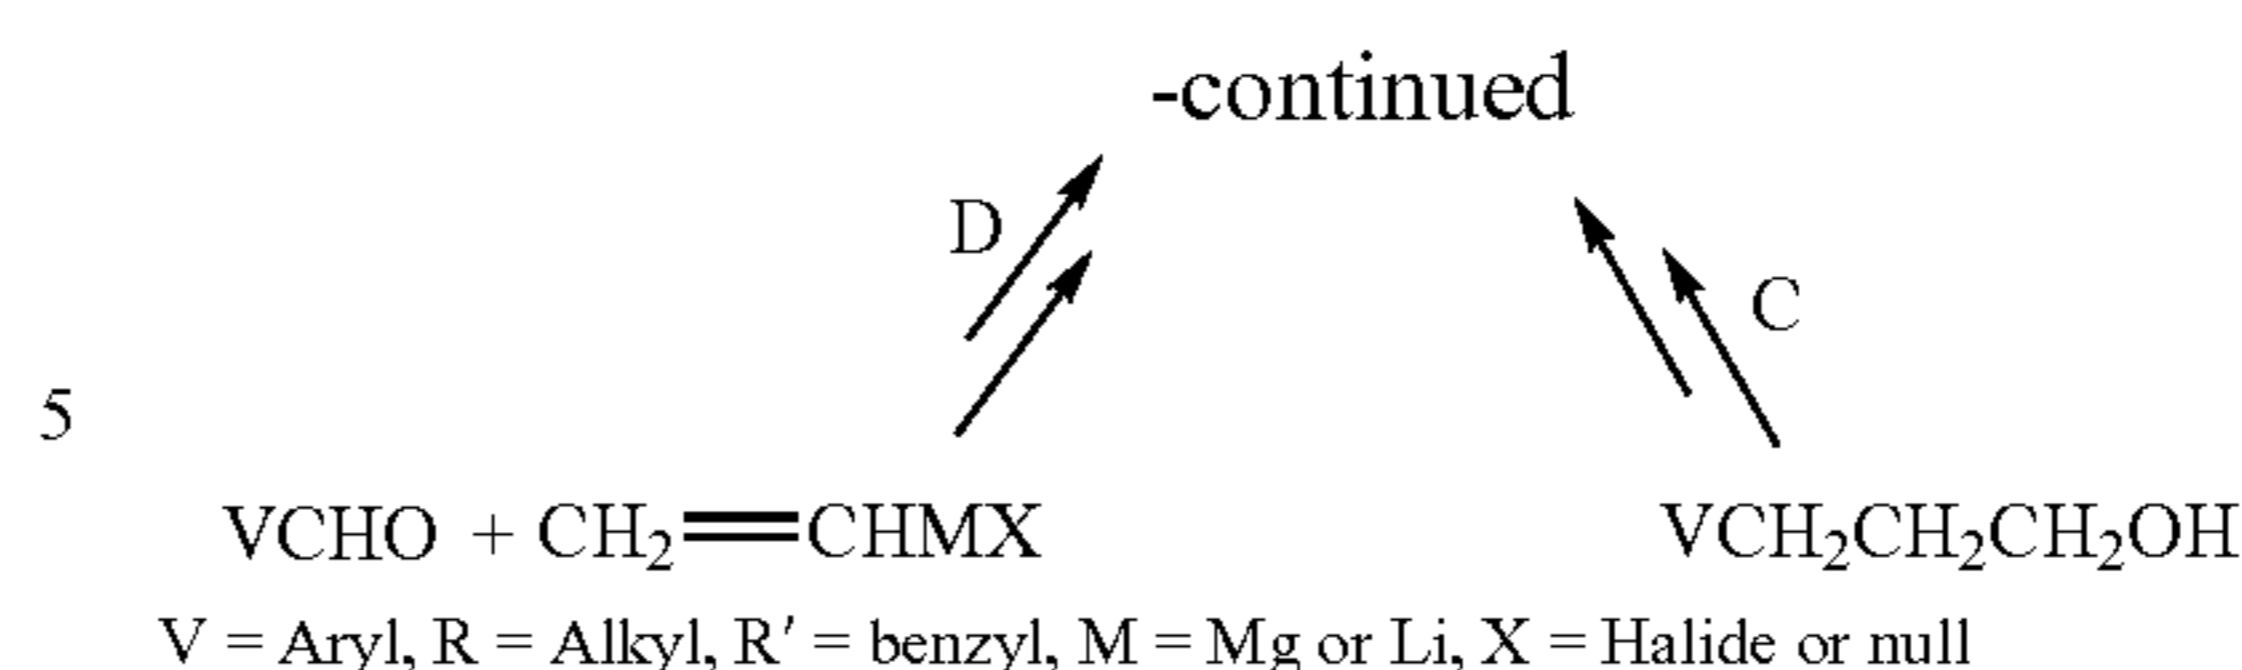 -continued
D
C
5
VCHO + CH₂=CHMX
VCH₂CH₂CH₂OH
V = Aryl, R = Alkyl, R′ = benzyl, M = Mg or Li, X = Halide or null